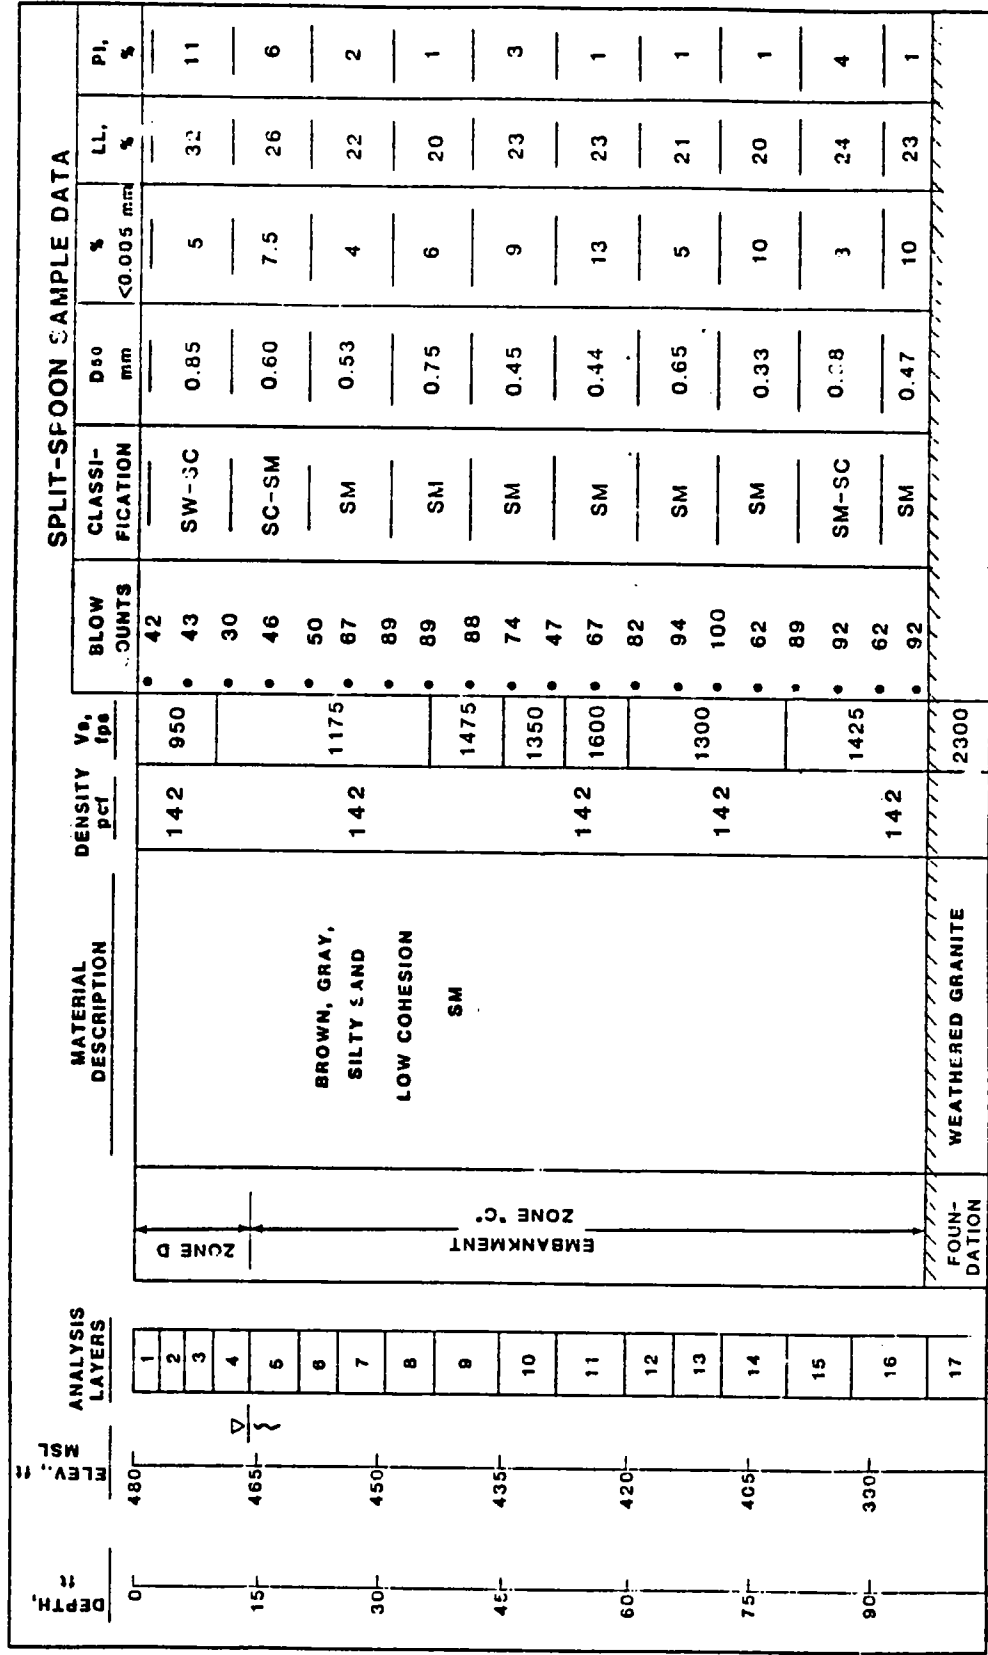 SPLIT-SPOON SAMPLE DATA
DEPTH, ft
ELEV., ft MSL
ANALYSIS LAYERS
MATERIAL DESCRIPTION
DENSITY pcf
Vs, fps
BLOW OUNTS
CLASSI-FICATION
D50 mm
% <0.005 mm
LL, %
PI, %
0
15
30
45
60
75
90
480
465
450
435
420
405
330
1
2
3
4
5
6
7
8
9
10
11
12
13
14
15
16
17
ZONE D
EMBANKMENT
ZONE "C"
FOUN-
DATION
BROWN, GRAY,
SILTY SAND
LOW COHESION
SM
WEATHERED GRANITE
142
142
142
142
142
950
1175
1475
1350
1600
1300
1425
2300
42
43
30
46
50
67
89
89
88
74
47
67
82
94
100
62
89
92
62
92
SW-SC 0.85 5 32 11
SC-SM 0.60 7.5 26 6
SM 0.53 4 22 2
SM 0.75 6 20 1
SM 0.45 9 23 3
SM 0.44 13 23 1
SM 0.65 5 21 1
SM 0.33 10 20 1
SM-SC 24 4
SM 0.47 10 23 1